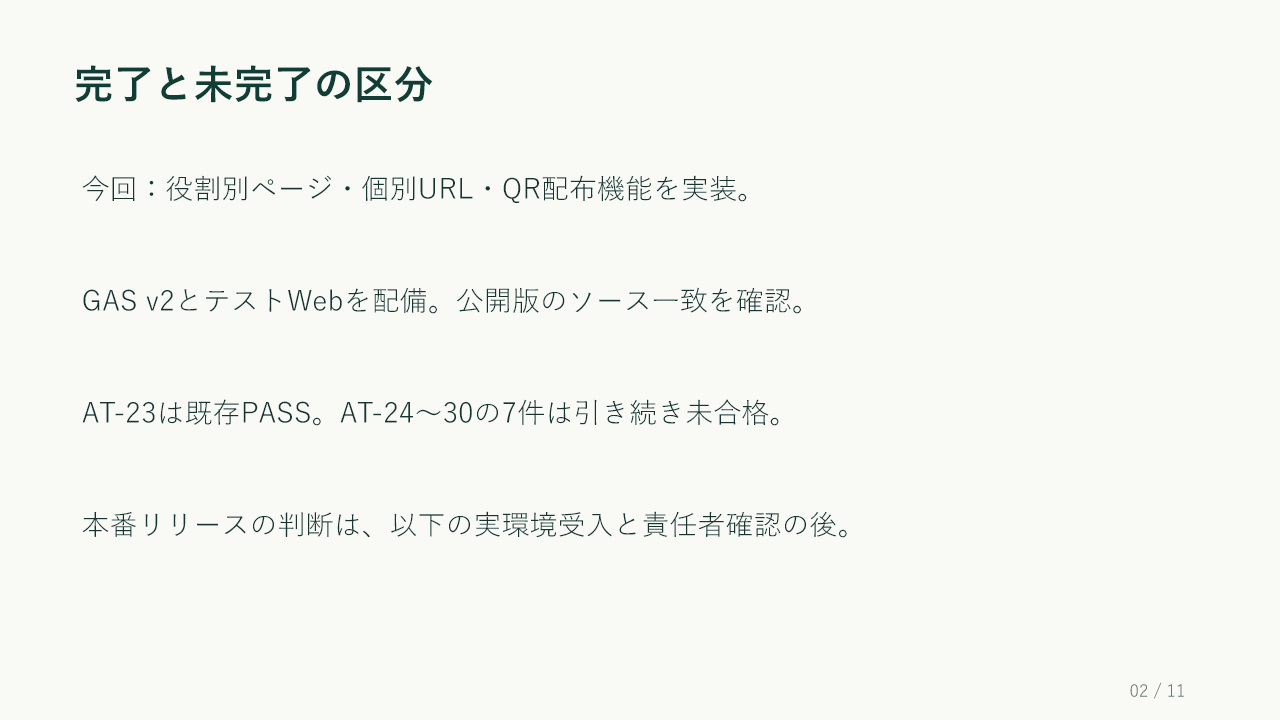 完了と未完了の区分
今回：役割別ページ・個別URL・QR配布機能を実装。
GAS v2とテストWebを配備。公開版のソース一致を確認。
AT-23は既存PASS。AT-24〜30の7件は引き続き未合格。
本番リリースの判断は、以下の実環境受入と責任者確認の後。
02 / 11